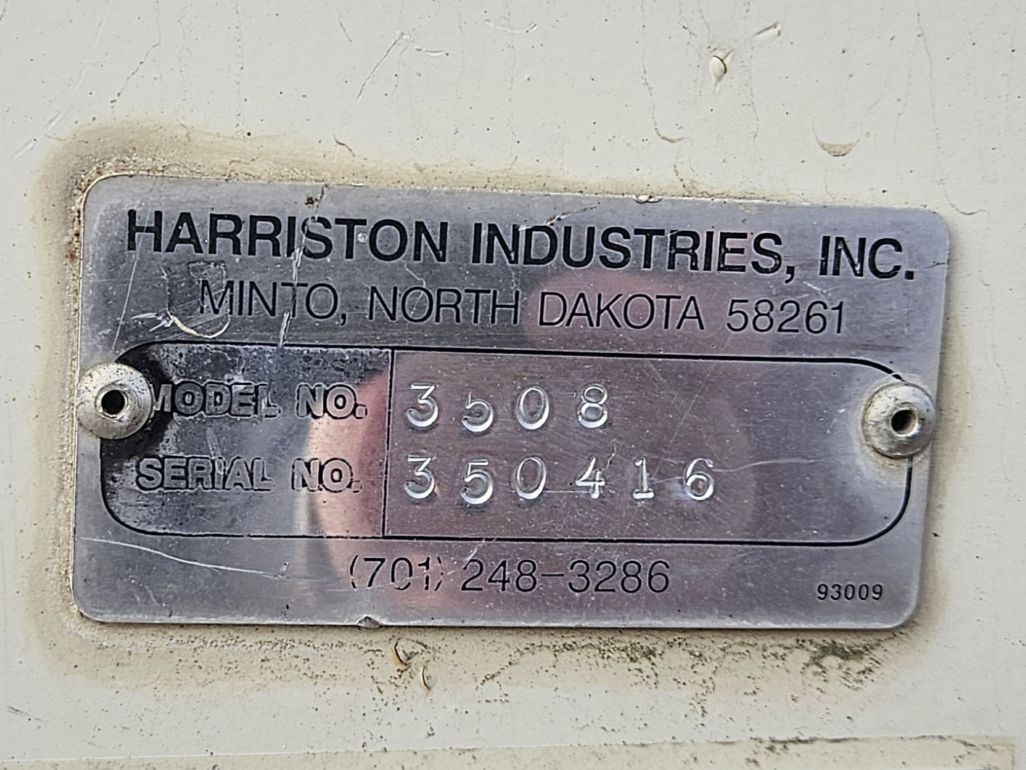 HARRISTON INDUSTRIES, INC.
MINTO, NORTH DAKOTA 58261
MODEL NO. 3508
SERIAL NO. 350416
(701) 248-3286
93009